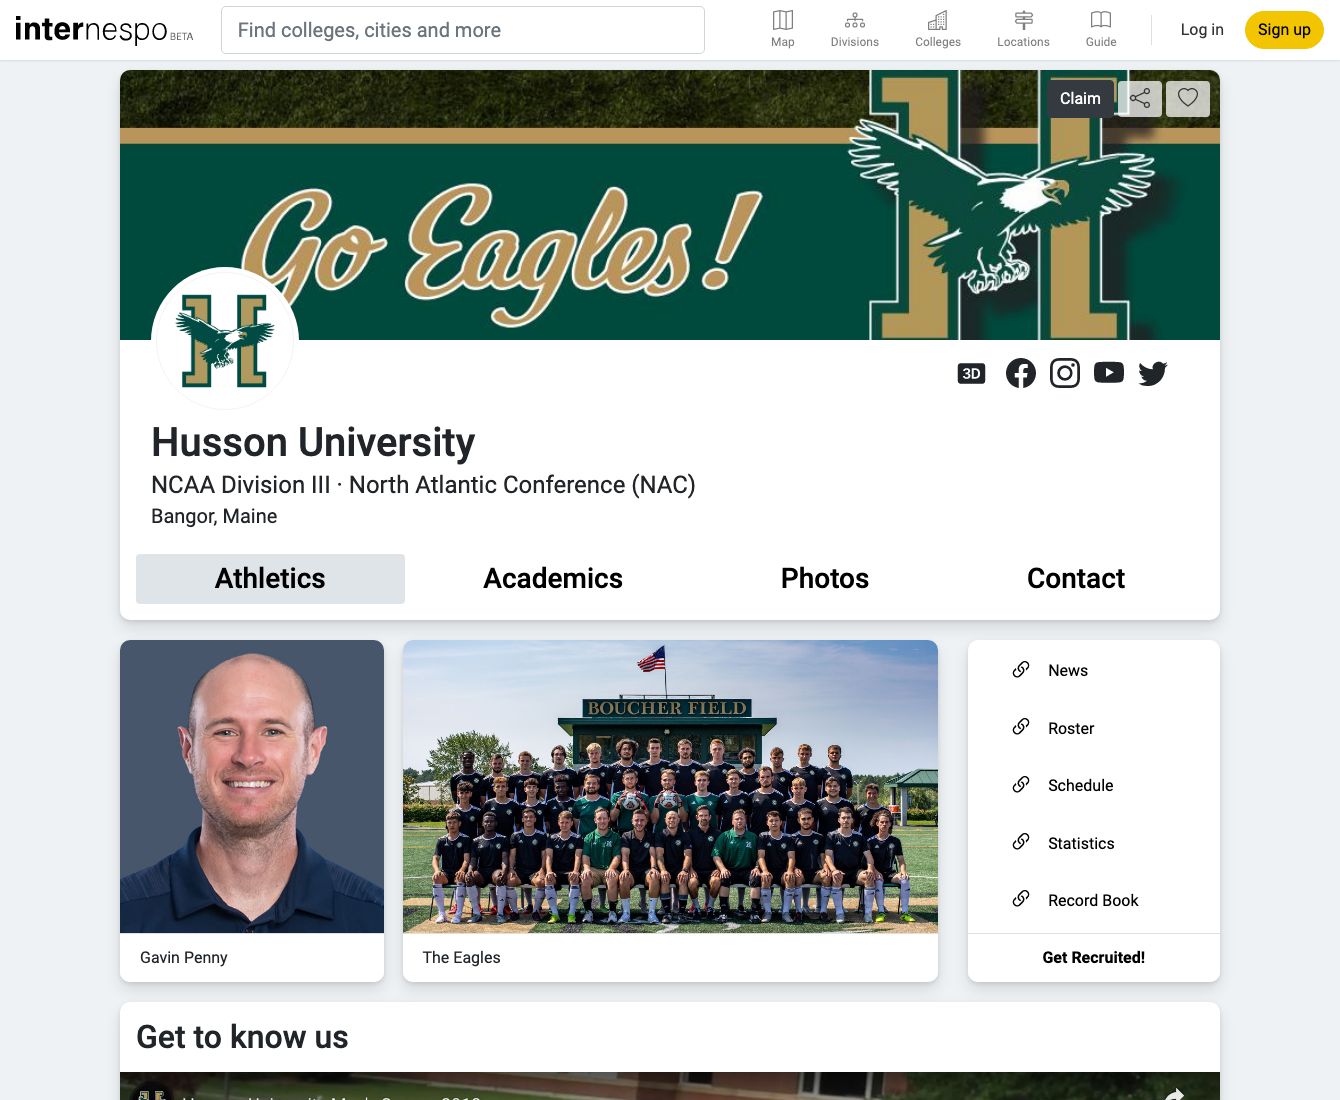 internespo BETA
Find colleges, cities and more
Map
Divisions
Colleges
Locations
Guide
Log in
Sign up
Claim
Go Eagles!
H
H
3D
Husson University
NCAA Division III · North Atlantic Conference (NAC)
Bangor, Maine
Athletics
Academics
Photos
Contact
BOUCHER FIELD
News
Roster
Schedule
Statistics
Record Book
Gavin Penny
The Eagles
Get Recruited!
Get to know us